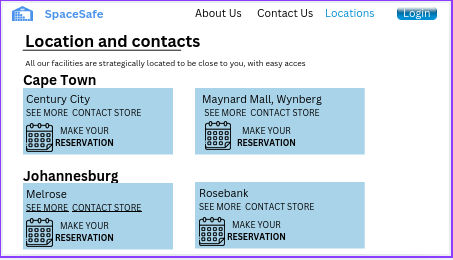 SpaceSafe About Us Contact Us Locations Login
Location and contacts
All our facilities are strategically located to be close to you, with easy acces
Cape Town
Century City
SEE MORE CONTACT STORE
MAKE YOUR
RESERVATION
Maynard Mall, Wynberg
SEE MORE CONTACT STORE
MAKE YOUR
RESERVATION
Johannesburg
Melrose
SEE MORE CONTACT STORE
MAKE YOUR
RESERVATION
Rosebank
SEE MORE CONTACT STORE
MAKE YOUR
RESERVATION